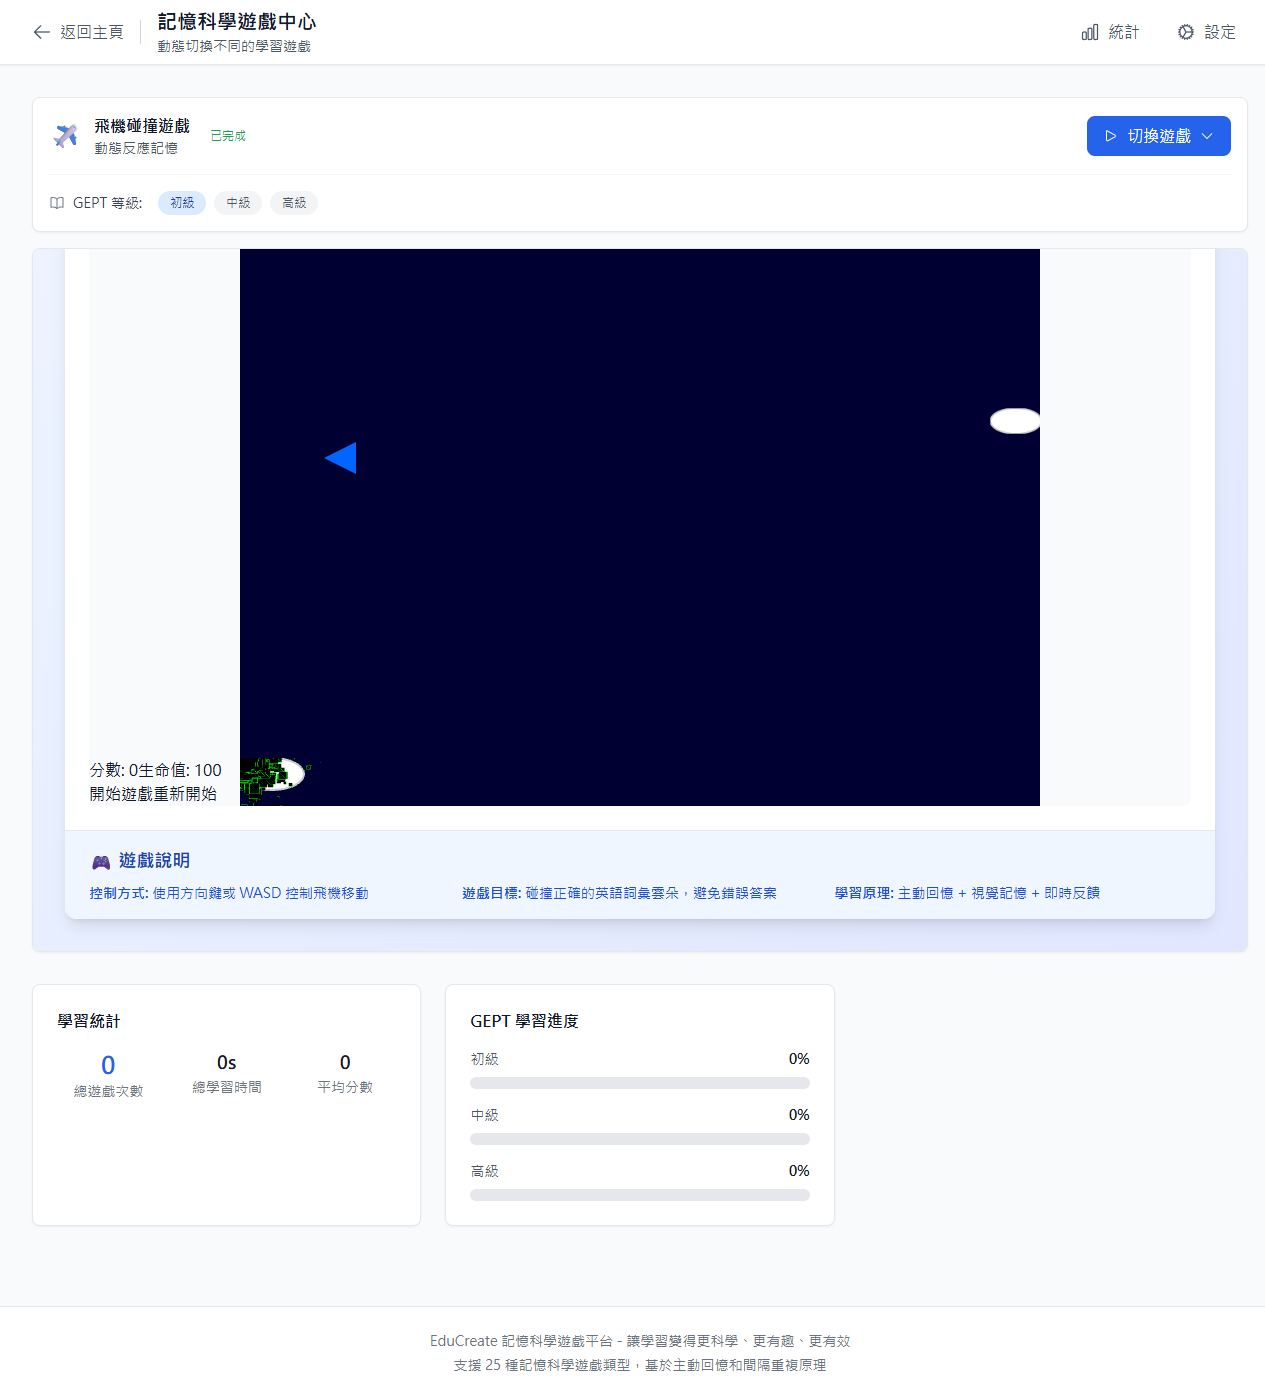 返回主頁
記憶科學遊戲中心
動態切換不同的學習遊戲
統計
設定
飛機碰撞遊戲
動態反應記憶
已完成
切換遊戲
GEPT 等級:
初級
中級
高級
分數: 0生命值: 100
開始遊戲重新開始
遊戲說明
控制方式: 使用方向鍵或 WASD 控制飛機移動
遊戲目標: 碰撞正確的英語詞彙雲朵，避免錯誤答案
學習原理: 主動回憶 + 視覺記憶 + 即時反饋
學習統計
0
總遊戲次數
0s
總學習時間
0
平均分數
GEPT 學習進度
初級 0%
中級 0%
高級 0%
EduCreate 記憶科學遊戲平台 - 讓學習變得更科學、更有趣、更有效
支援 25 種記憶科學遊戲類型，基於主動回憶和間隔重複原理